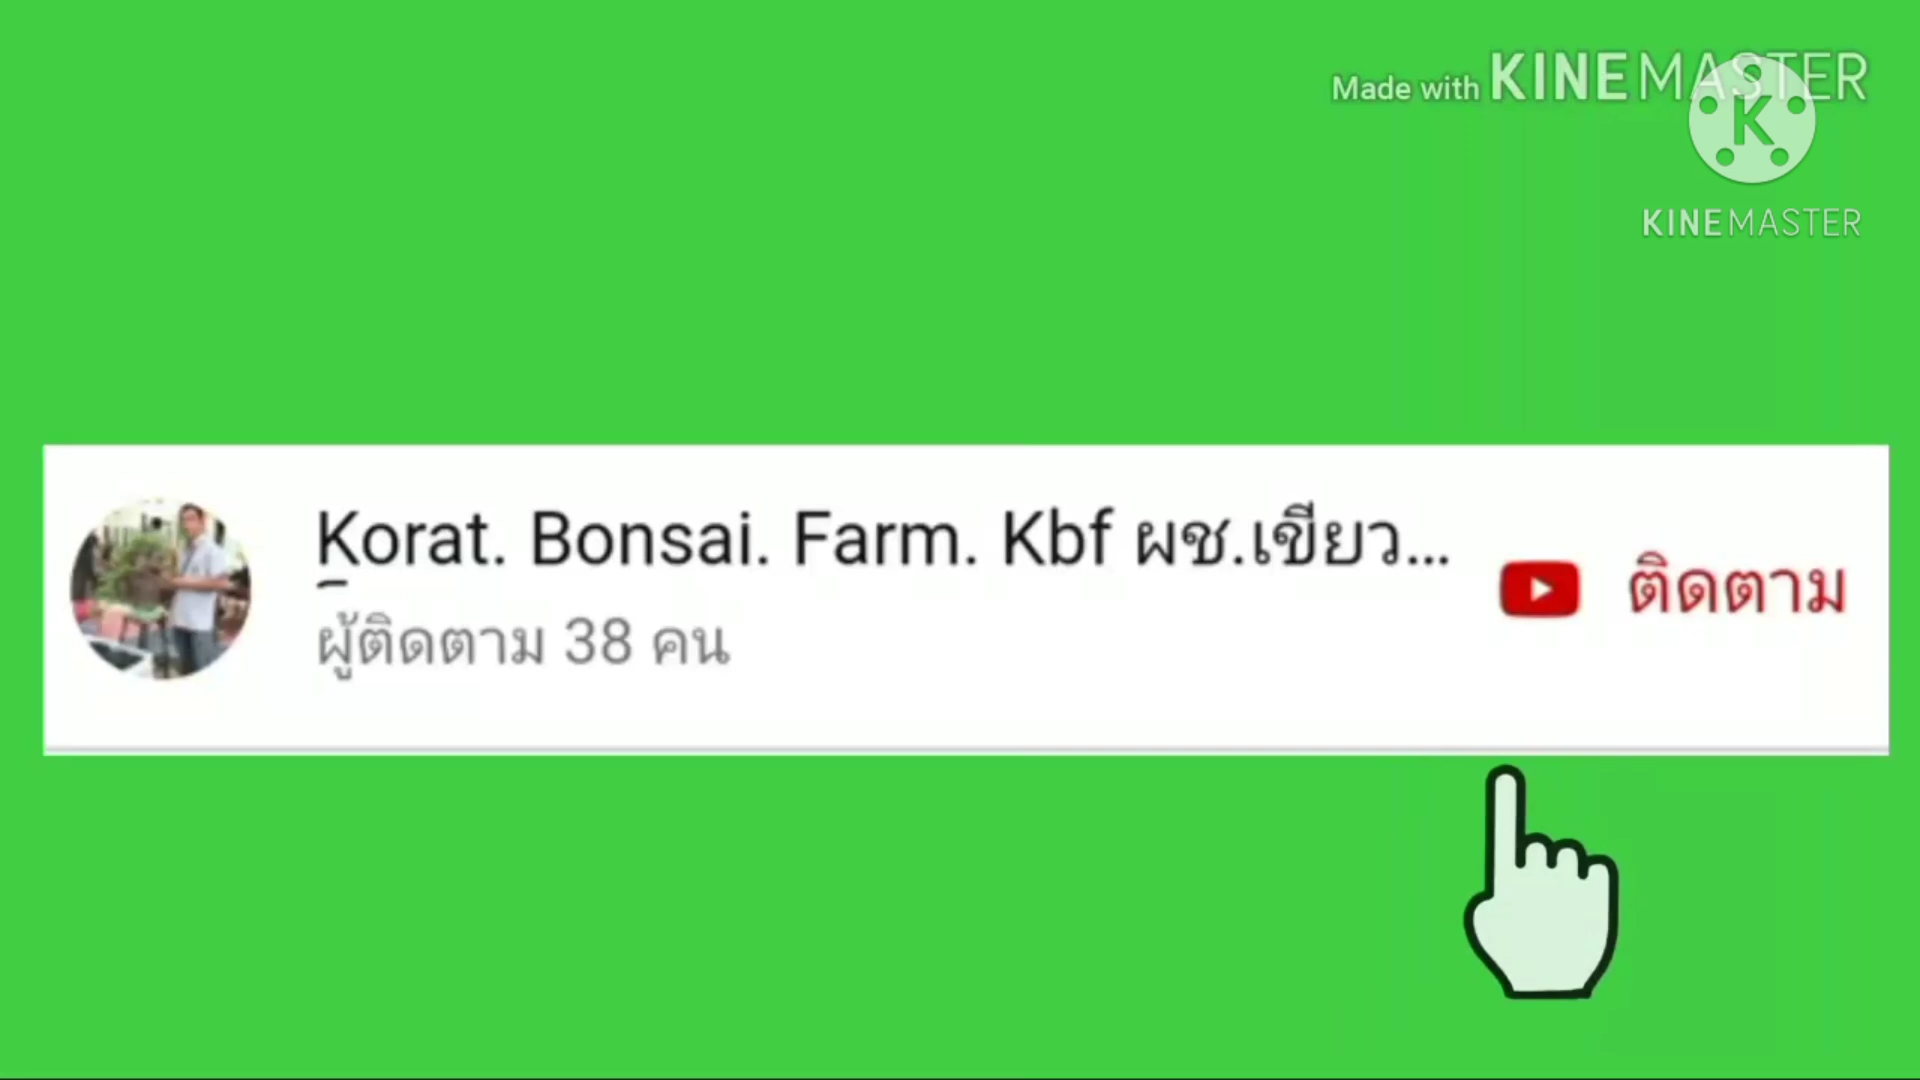 Made with KINEMASTER
K
KINEMASTER
Korat. Bonsai. Farm. Kbf ผช.เขียว...
ผู้ติดตาม 38 คน
ติดตาม